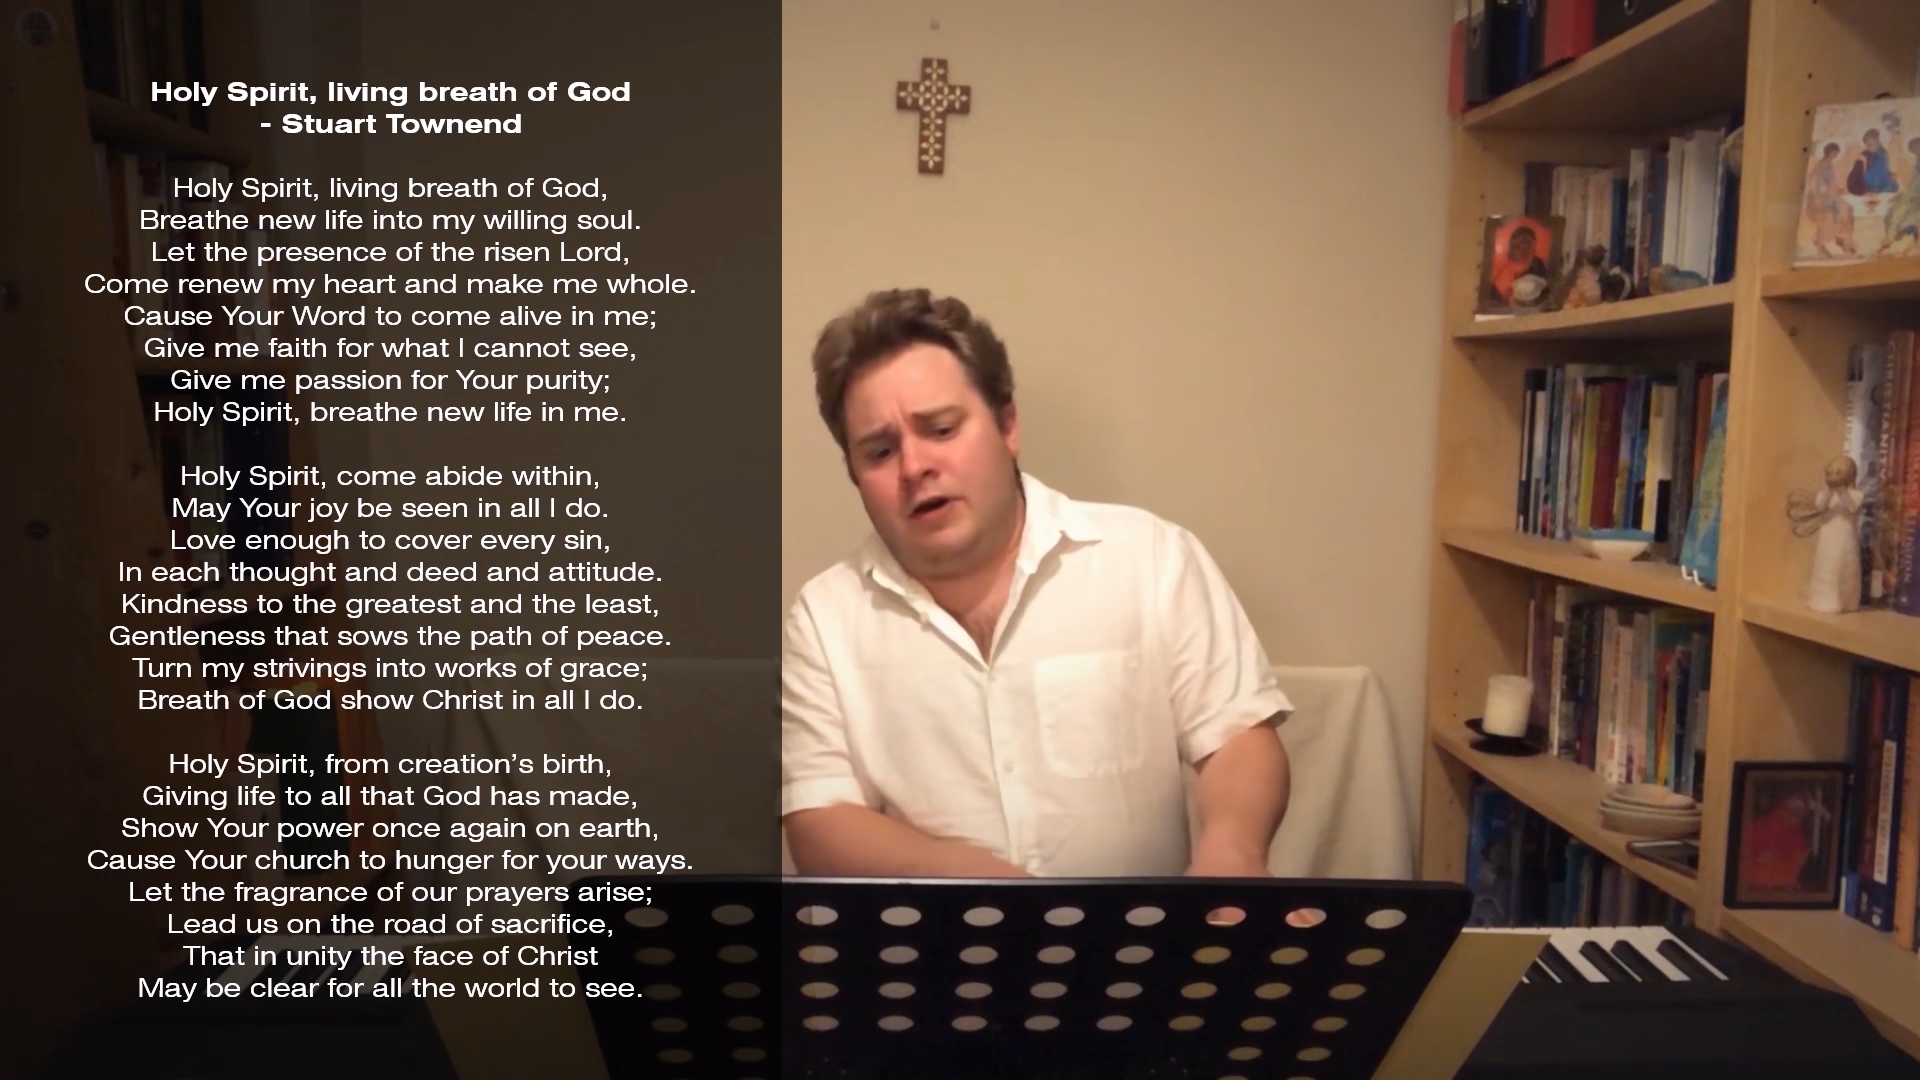 Holy Spirit, living breath of God
- Stuart Townend
Holy Spirit, living breath of God,
Breathe new life into my willing soul.
Let the presence of the risen Lord,
Come renew my heart and make me whole.
Cause Your Word to come alive in me;
Give me faith for what I cannot see,
Give me passion for Your purity;
Holy Spirit, breathe new life in me.
Holy Spirit, come abide within,
May Your joy be seen in all I do.
Love enough to cover every sin,
In each thought and deed and attitude.
Kindness to the greatest and the least,
Gentleness that sows the path of peace.
Turn my strivings into works of grace;
Breath of God show Christ in all I do.
Holy Spirit, from creation’s birth,
Giving life to all that God has made,
Show Your power once again on earth,
Cause Your church to hunger for your ways.
Let the fragrance of our prayers arise;
Lead us on the road of sacrifice,
That in unity the face of Christ
May be clear for all the world to see.